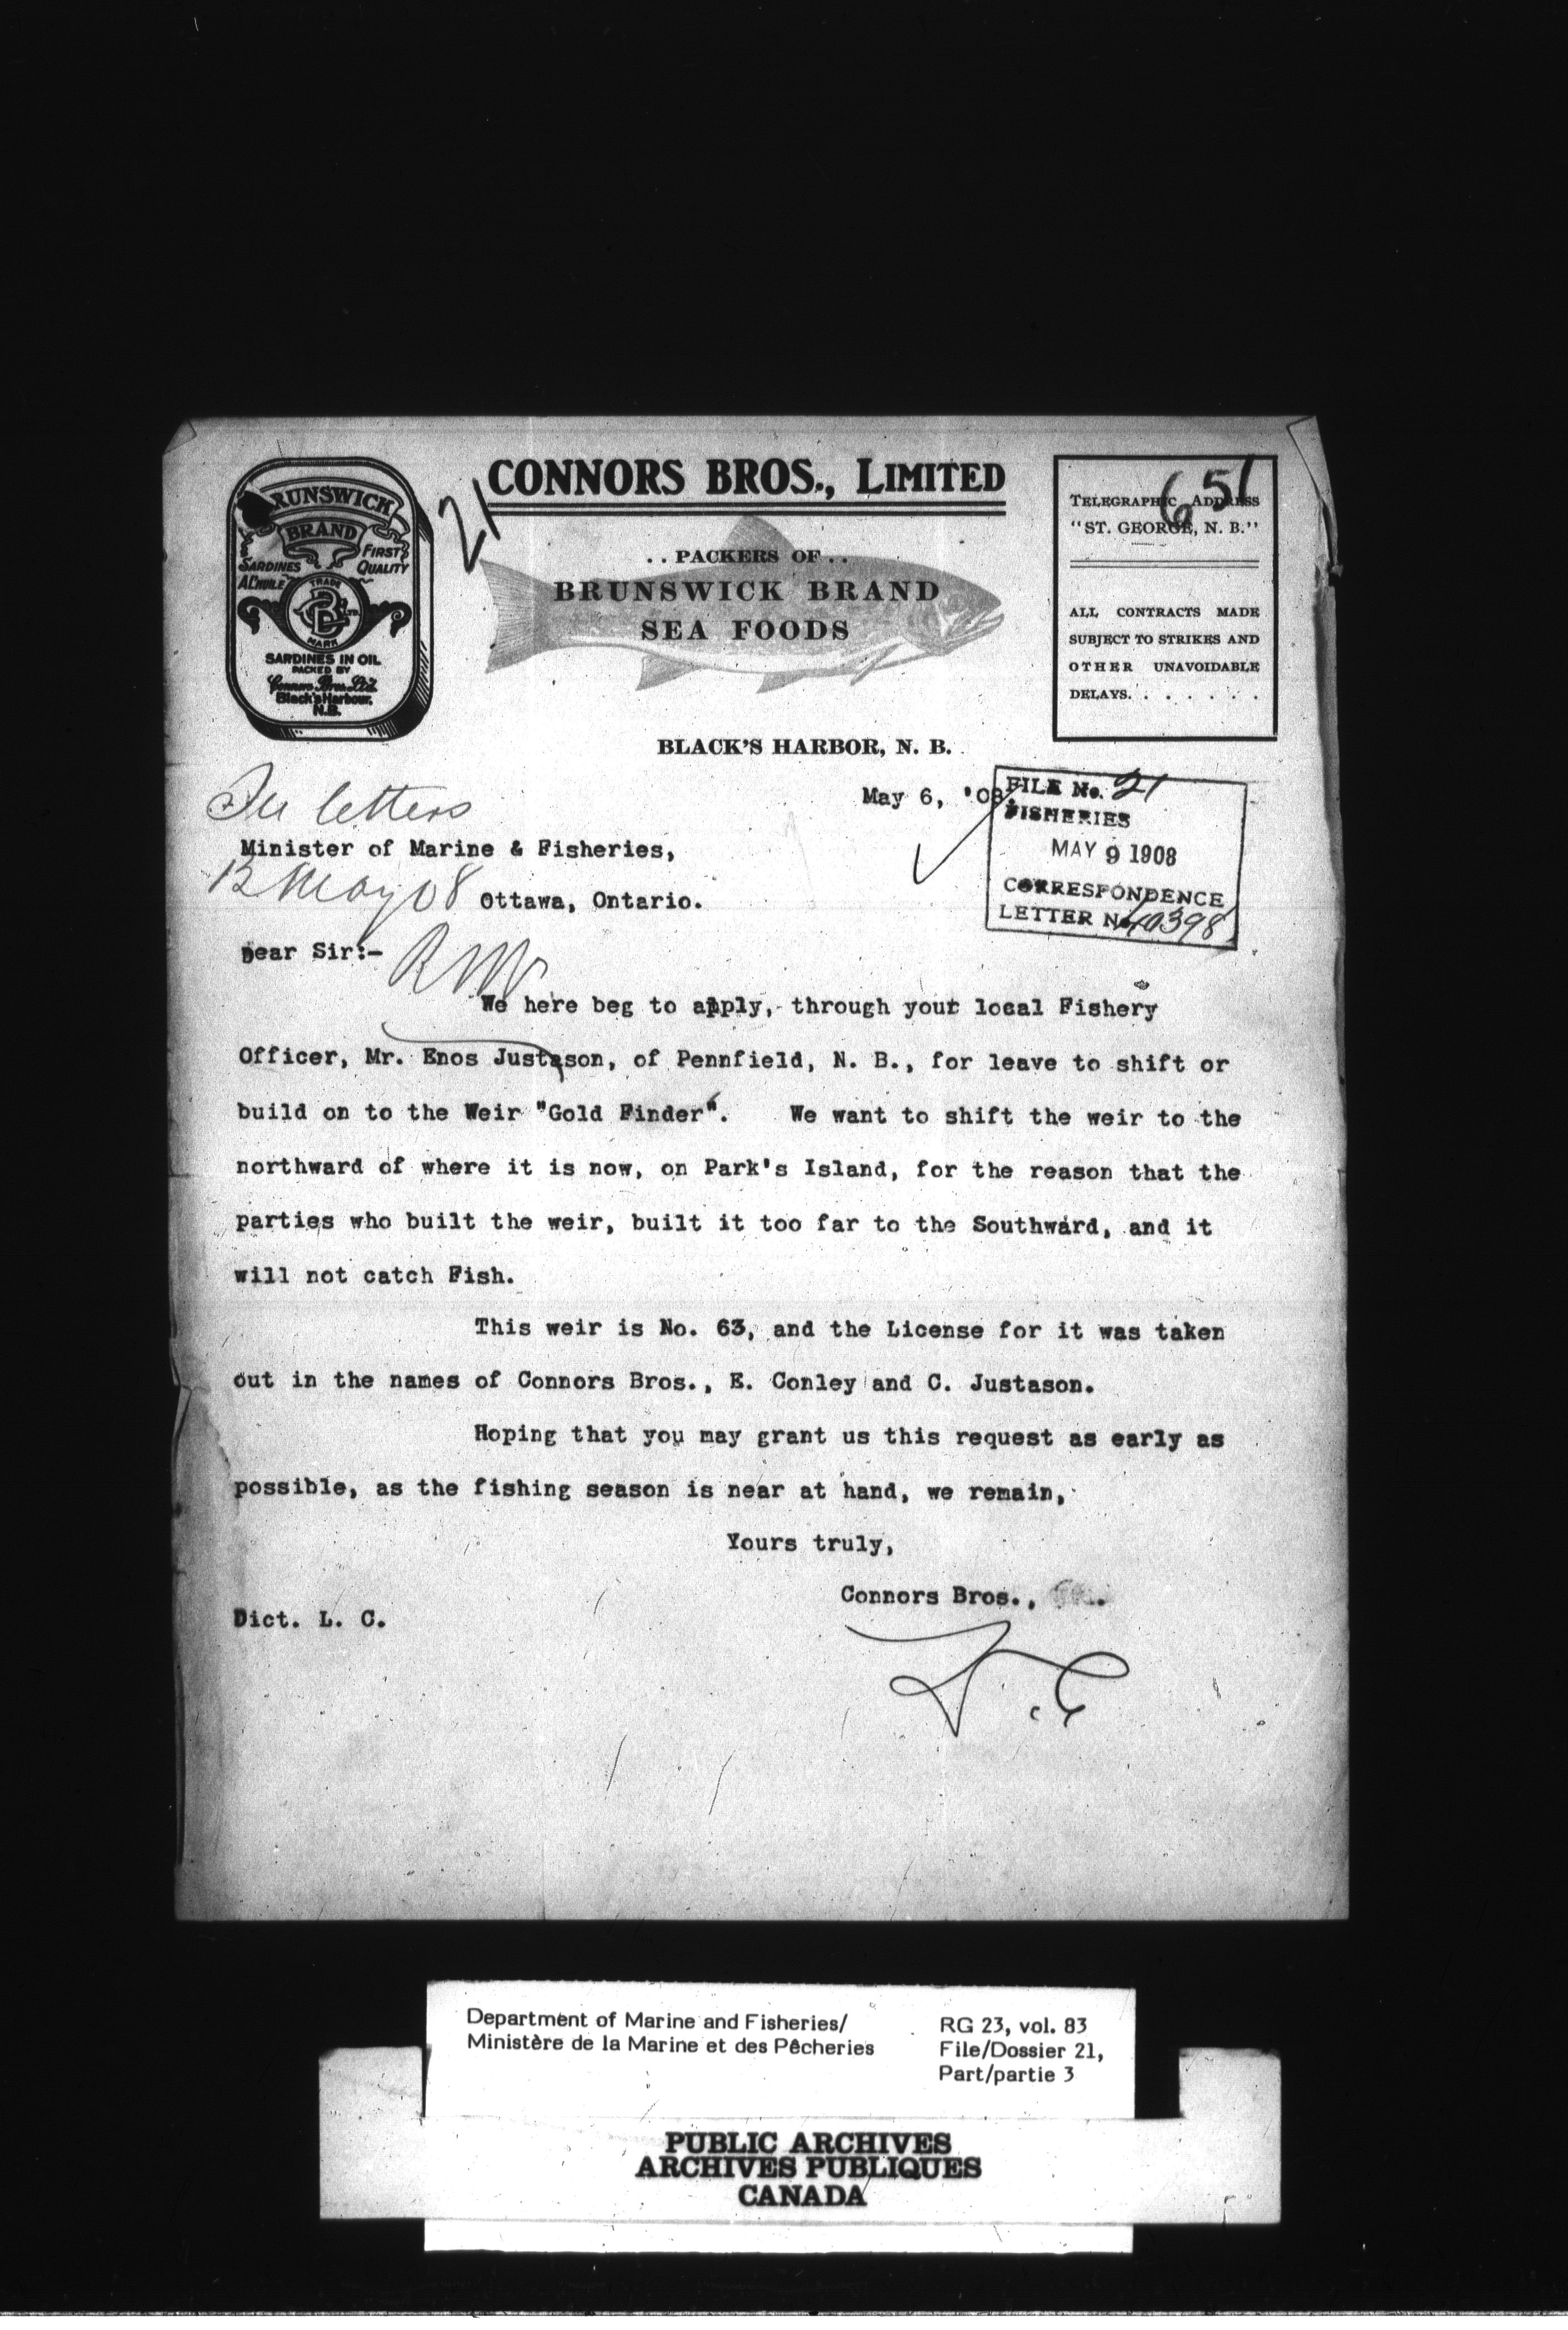 CONNORS BROS., LIMITED
21
651
BRUNSWICK
BRAND
FIRST
QUALITY
SARDINES
A L'HUILE
TRADE
MARK
SARDINES IN OIL
PACKED BY
Connors Bros. Ltd.
Black's Harbour,
N.B.
. . PACKERS OF . .
BRUNSWICK BRAND
SEA FOODS
TELEGRAPHIC ADDRESS
"ST. GEORGE, N. B."
ALL CONTRACTS MADE
SUBJECT TO STRIKES AND
OTHER UNAVOIDABLE
DELAYS. . . . . . .
BLACK'S HARBOR, N. B.
May 6, '08
FILE No. 21
FISHERIES
MAY 9 1908
CORRESPONDENCE
LETTER No. 40398
letters
Minister of Marine & Fisheries,
12 May 08
Ottawa, Ontario.
Dear Sir:-
We here beg to apply, through your local Fishery
Officer, Mr. Enos Justason, of Pennfield, N. B., for leave to shift or
build on to the Weir "Gold Finder". We want to shift the weir to the
northward of where it is now, on Park's Island, for the reason that the
parties who built the weir, built it too far to the Southward, and it
will not catch Fish.
This weir is No. 63, and the License for it was taken
out in the names of Connors Bros., E. Conley and C. Justason.
Hoping that you may grant us this request as early as
possible, as the fishing season is near at hand, we remain,
Yours truly,
Connors Bros.,
Dict. L. C.
Department of Marine and Fisheries/
Ministère de la Marine et des Pêcheries
RG 23, vol. 83
File/Dossier 21,
Part/partie 3
PUBLIC ARCHIVES
ARCHIVES PUBLIQUES
CANADA